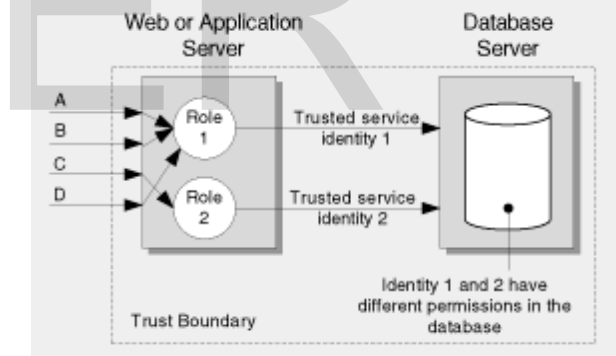 ER
Web or Application
Server
Database
Server
A
B
C
D
Role
1
Role
2
Trusted service
identity 1
Trusted service
identity 2
Identity 1 and 2 have
different permissions in the
database
Trust Boundary